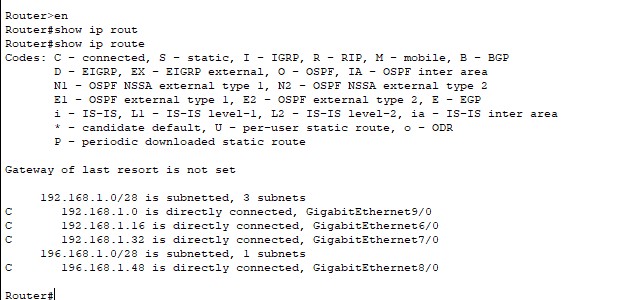 Router>en
Router#show ip rout
Router#show ip route
Codes: C - connected, S - static, I - IGRP, R - RIP, M - mobile, B - BGP
       D - EIGRP, EX - EIGRP external, O - OSPF, IA - OSPF inter area
       N1 - OSPF NSSA external type 1, N2 - OSPF NSSA external type 2
       E1 - OSPF external type 1, E2 - OSPF external type 2, E - EGP
       i - IS-IS, L1 - IS-IS level-1, L2 - IS-IS level-2, ia - IS-IS inter area
       * - candidate default, U - per-user static route, o - ODR
       P - periodic downloaded static route

Gateway of last resort is not set

     192.168.1.0/28 is subnetted, 3 subnets
C       192.168.1.0 is directly connected, GigabitEthernet9/0
C       192.168.1.16 is directly connected, GigabitEthernet6/0
C       192.168.1.32 is directly connected, GigabitEthernet7/0
     196.168.1.0/28 is subnetted, 1 subnets
C       196.168.1.48 is directly connected, GigabitEthernet8/0

Router#